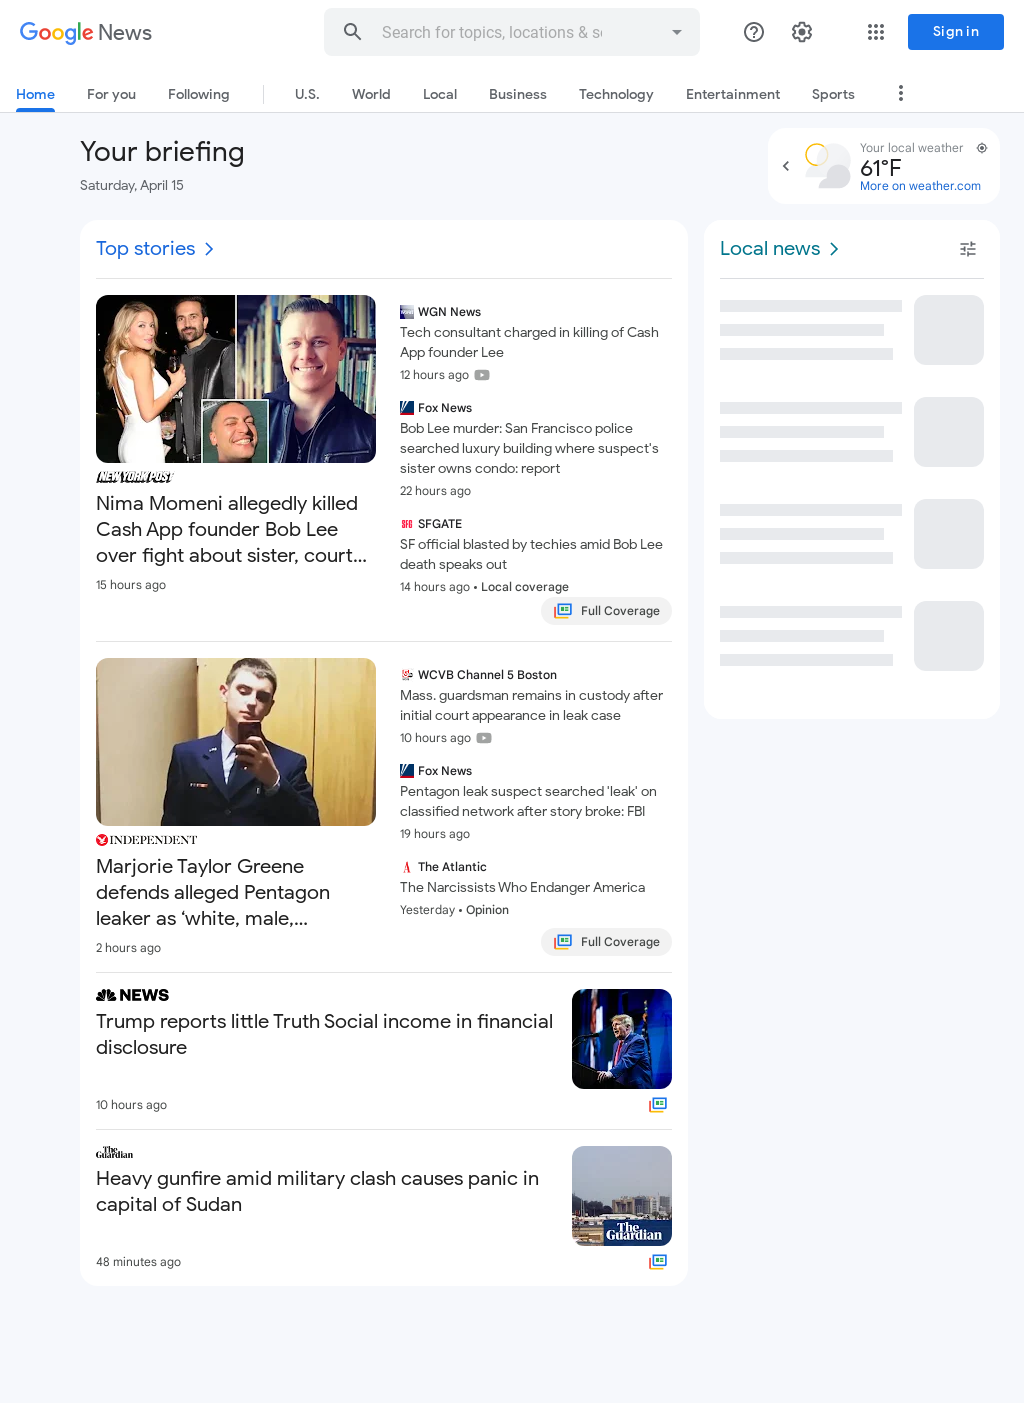 Google News
Search for topics, locations & so
Sign in
Home
For you
Following
U.S.
World
Local
Business
Technology
Entertainment
Sports
Your briefing
Saturday, April 15
Your local weather
61°F
More on weather.com
Top stories
NEW YORK POST
Nima Momeni allegedly killed
Cash App founder Bob Lee
over fight about sister, court...
15 hours ago
WGN News
Tech consultant charged in killing of Cash
App founder Lee
12 hours ago
Fox News
Bob Lee murder: San Francisco police
searched luxury building where suspect's
sister owns condo: report
22 hours ago
SFG
SFGATE
SF official blasted by techies amid Bob Lee
death speaks out
14 hours ago • Local coverage
Full Coverage
INDEPENDENT
Marjorie Taylor Greene
defends alleged Pentagon
leaker as ‘white, male,...
2 hours ago
WCVB Channel 5 Boston
Mass. guardsman remains in custody after
initial court appearance in leak case
10 hours ago
Fox News
Pentagon leak suspect searched 'leak' on
classified network after story broke: FBI
19 hours ago
A
The Atlantic
The Narcissists Who Endanger America
Yesterday • Opinion
Full Coverage
NEWS
Trump reports little Truth Social income in financial
disclosure
10 hours ago
The
Guardian
Heavy gunfire amid military clash causes panic in
capital of Sudan
The
Guardian
48 minutes ago
Local news